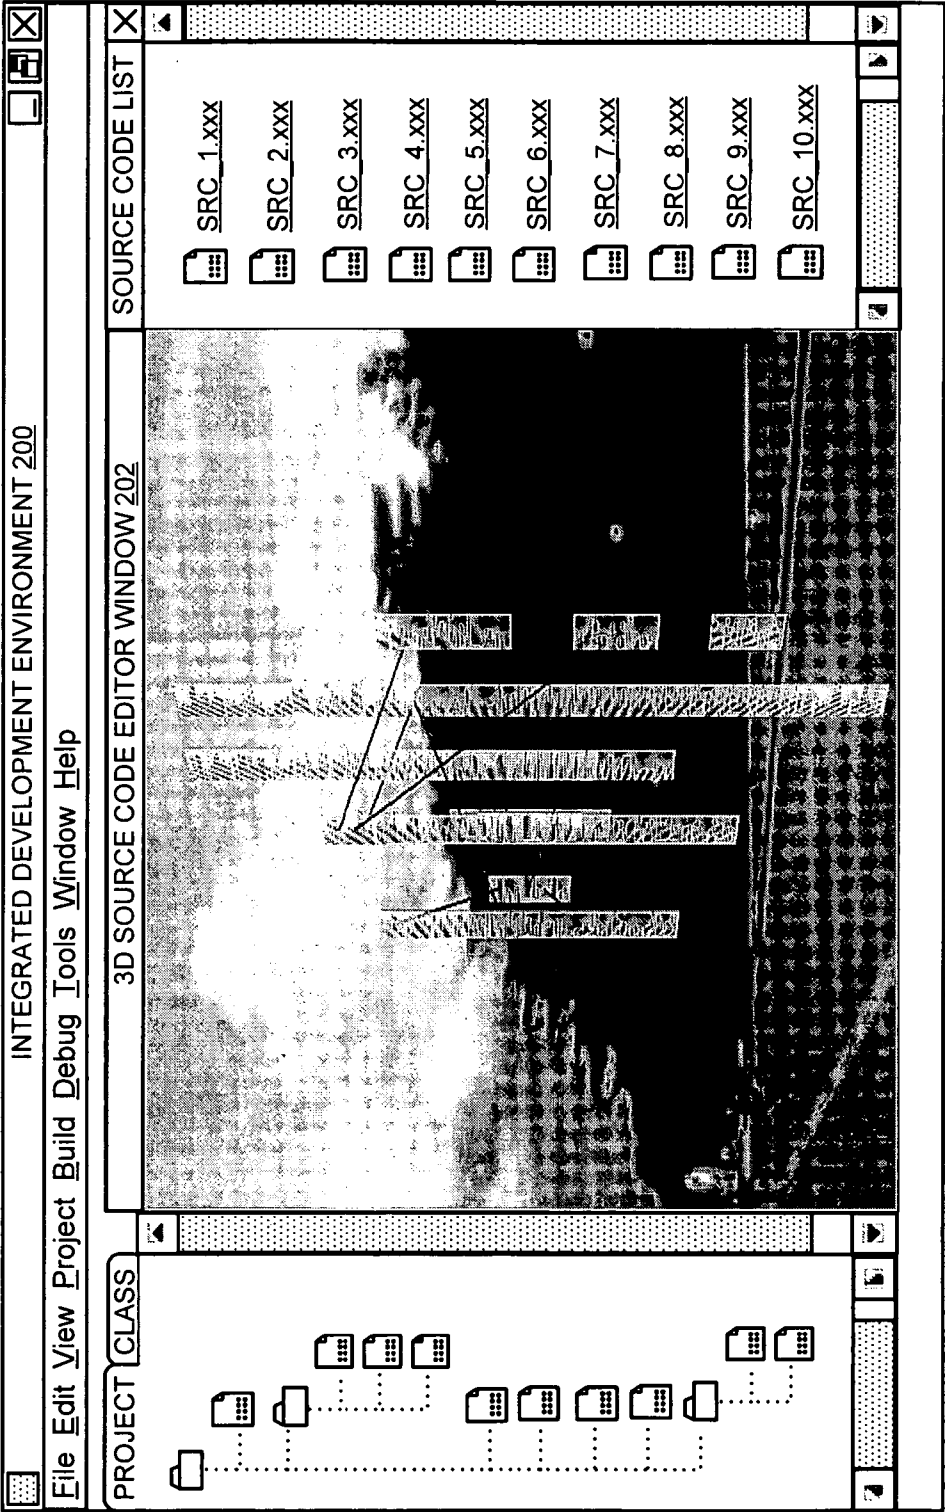 INTEGRATED DEVELOPMENT ENVIRONMENT 200
File Edit View Project Build Debug Tools Window Help
PROJECT CLASS
3D SOURCE CODE EDITOR WINDOW 202
SOURCE CODE LIST
SRC_1.xxx
SRC_2.xxx
SRC_3.xxx
SRC_4.xxx
SRC_5.xxx
SRC_6.xxx
SRC_7.xxx
SRC_8.xxx
SRC_9.xxx
SRC_10.xxx